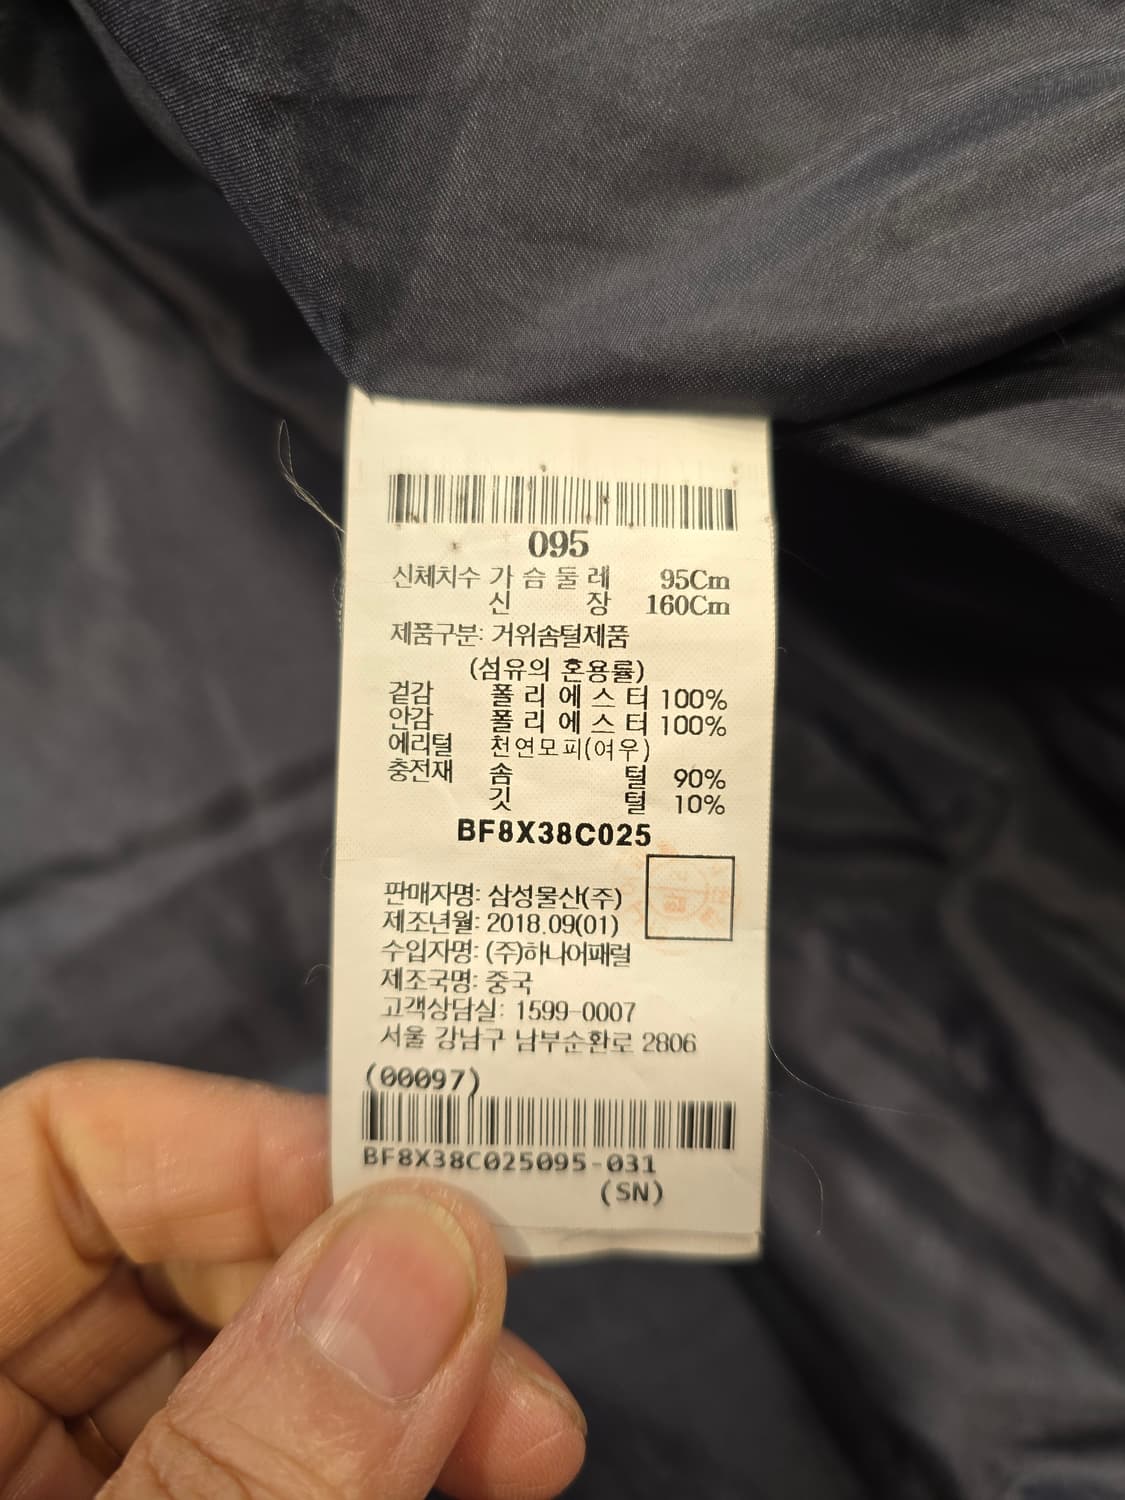 095
신체치수 가슴둘레 95Cm
신장 160Cm
제품구분: 거위솜털제품
(섬유의 혼용률)
겉감 폴리에스터 100%
안감 폴리에스터 100%
에리털 천연모피(여우)
충전재 솜털 90%
깃털 10%
BF8X38C025
판매자명: 삼성물산(주)
제조년월: 2018.09(01)
수입자명: (주)하나어패럴
제조국명: 중국
고객상담실: 1599-0007
서울 강남구 남부순환로 2806
(00097)
BF8X38C025095-031
(SN)